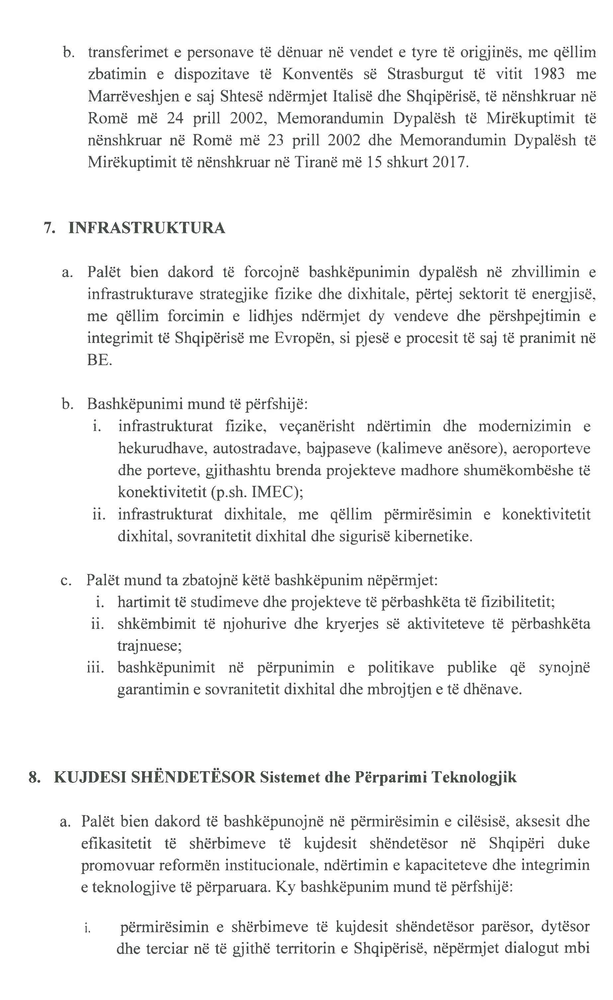 b. transferimet e personave të dënuar në vendet e tyre të origjinës, me qëllim
zbatimin e dispozitave të Konventës së Strasburgut të vitit 1983 me
Marrëveshjen e saj Shtesë ndërmjet Italisë dhe Shqipërisë, të nënshkruar në
Romë më 24 prill 2002, Memorandumin Dypalësh të Mirëkuptimit të
nënshkruar në Romë më 23 prill 2002 dhe Memorandumin Dypalësh të
Mirëkuptimit të nënshkruar në Tiranë më 15 shkurt 2017.
7. INFRASTRUKTURA
a. Palët bien dakord të forcojnë bashkëpunimin dypalësh në zhvillimin e
infrastrukturave strategjike fizike dhe dixhitale, përtej sektorit të energjisë,
me qëllim forcimin e lidhjes ndërmjet dy vendeve dhe përshpejtimin e
integrimit të Shqipërisë me Evropën, si pjesë e procesit të saj të pranimit në
BE.
b. Bashkëpunimi mund të përfshijë:
i. infrastrukturat fizike, veçanërisht ndërtimin dhe modernizimin e
hekurudhave, autostradave, bajpaseve (kalimeve anësore), aeroporteve
dhe porteve, gjithashtu brenda projekteve madhore shumëkombëshe të
konektivitetit (p.sh. IMEC);
ii. infrastrukturat dixhitale, me qëllim përmirësimin e konektivitetit
dixhital, sovranitetit dixhital dhe sigurisë kibernetike.
c. Palët mund ta zbatojnë këtë bashkëpunim nëpërmjet:
i. hartimit të studimeve dhe projekteve të përbashkëta të fizibilitetit;
ii. shkëmbimit të njohurive dhe kryerjes së aktiviteteve të përbashkëta
trajnuese;
iii. bashkëpunimit në përpunimin e politikave publike që synojnë
garantimin e sovranitetit dixhital dhe mbrojtjen e të dhënave.
8. KUJDESI SHËNDETËSOR Sistemet dhe Përparimi Teknologjik
a. Palët bien dakord të bashkëpunojnë në përmirësimin e cilësisë, aksesit dhe
efikasitetit të shërbimeve të kujdesit shëndetësor në Shqipëri duke
promovuar reformën institucionale, ndërtimin e kapaciteteve dhe integrimin
e teknologjive të përparuara. Ky bashkëpunim mund të përfshijë:
i. përmirësimin e shërbimeve të kujdesit shëndetësor parësor, dytësor
dhe terciar në të gjithë territorin e Shqipërisë, nëpërmjet dialogut mbi